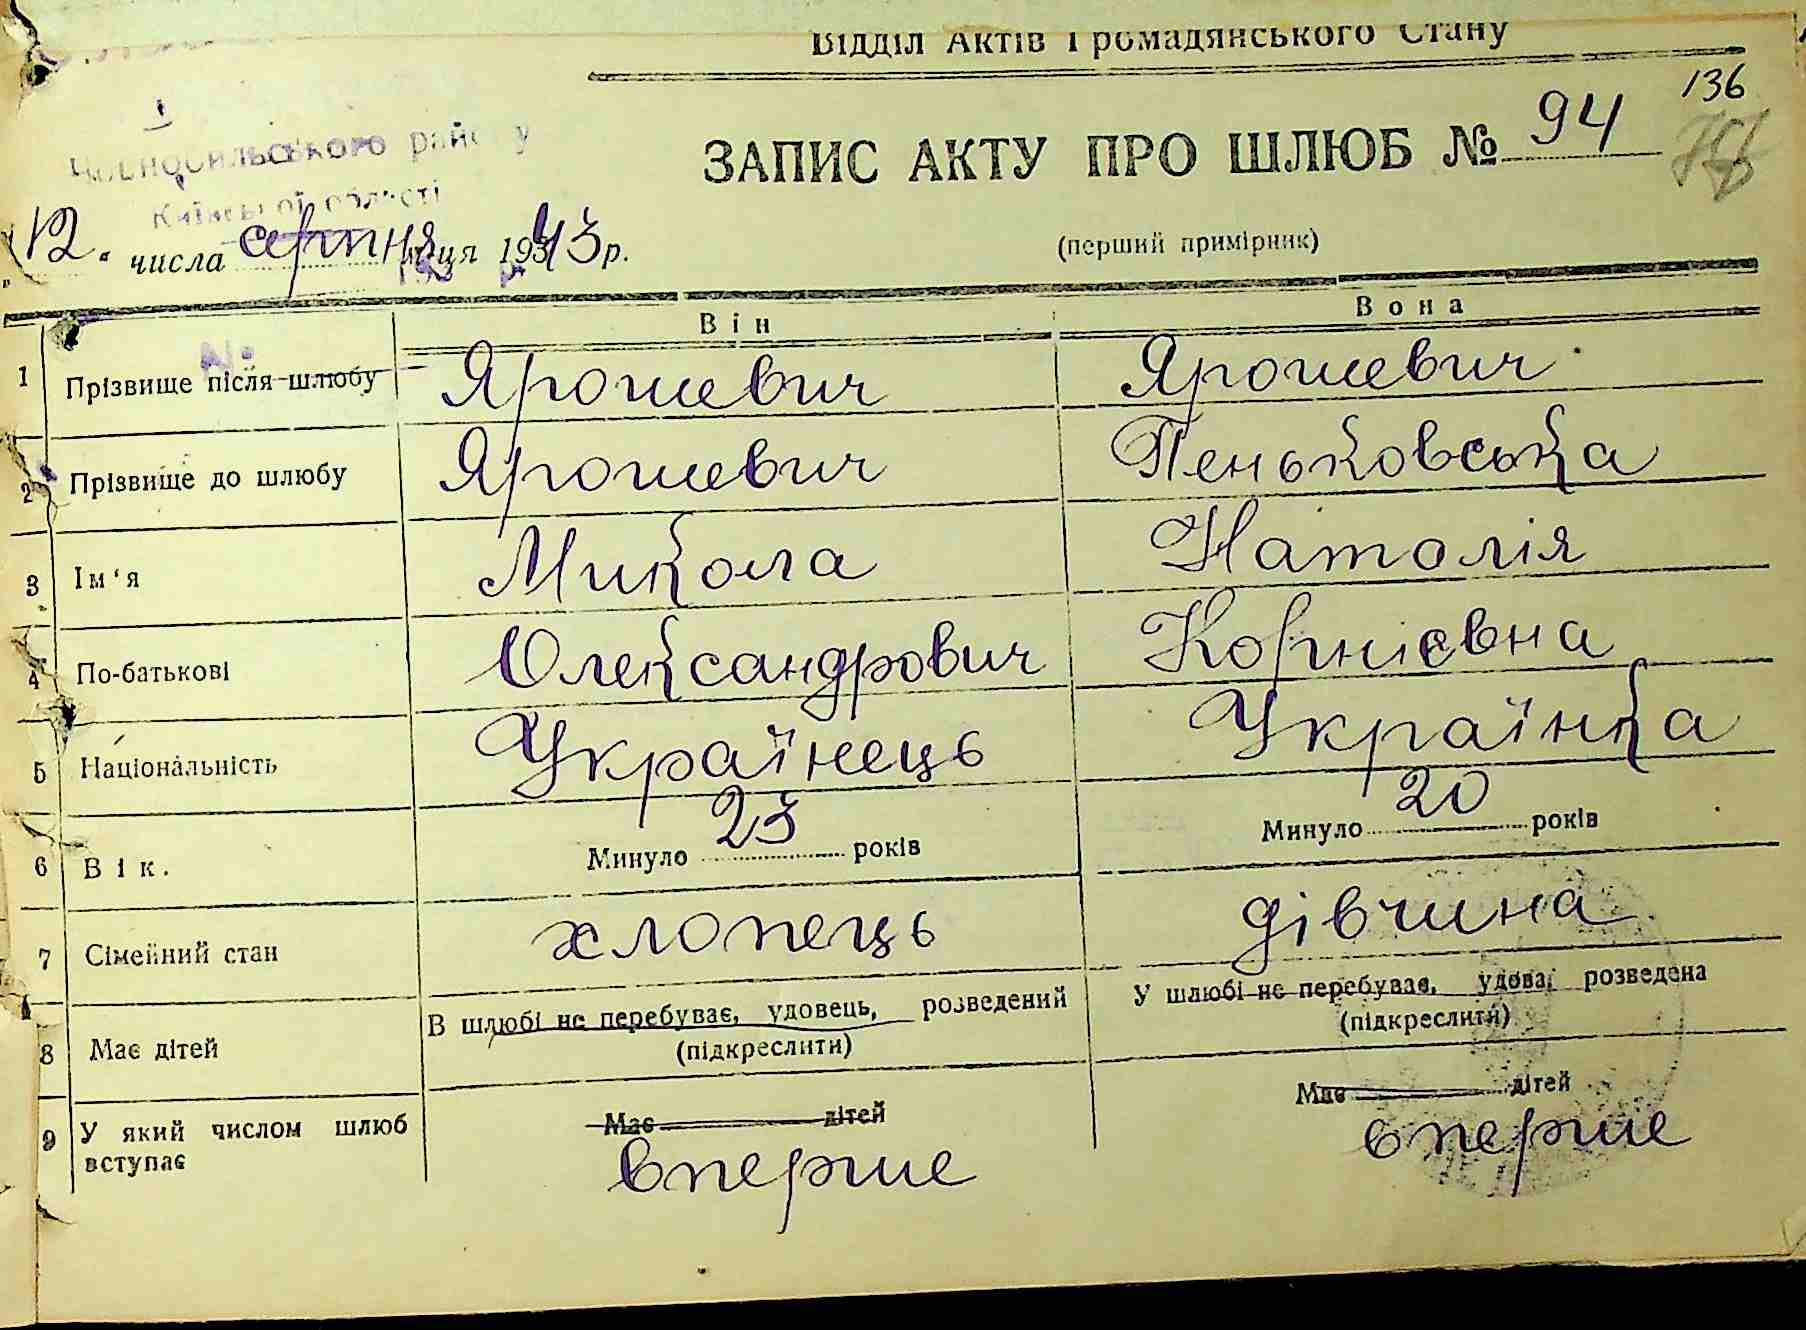 Відділ Актів Громадянського Стану
136
ЗАПИС АКТУ ПРО ШЛЮБ № 94
району
Київської області
12 " числа серпня м-ця 1943 р.
(перший примірник)
Він Вона
1 Прізвище після шлюбу Ярошевич Ярошевич
2 Прізвище до шлюбу Ярошевич Пеньковська
3 Ім'я Микола Наталія
4 По-батькові Олександрович Корніевна
5 Національність Українець Українка
6 Вік. Минуло 23 років Минуло 20 років
7 Сімейний стан хлопець дівчина
В шлюбі не перебуває, удовець, розведений У шлюбі не перебуває, удова, розведена
(підкреслити) (підкреслити)
8 Має дітей Має дітей Має дітей
9 У який числом шлюб вступає вперше вперше